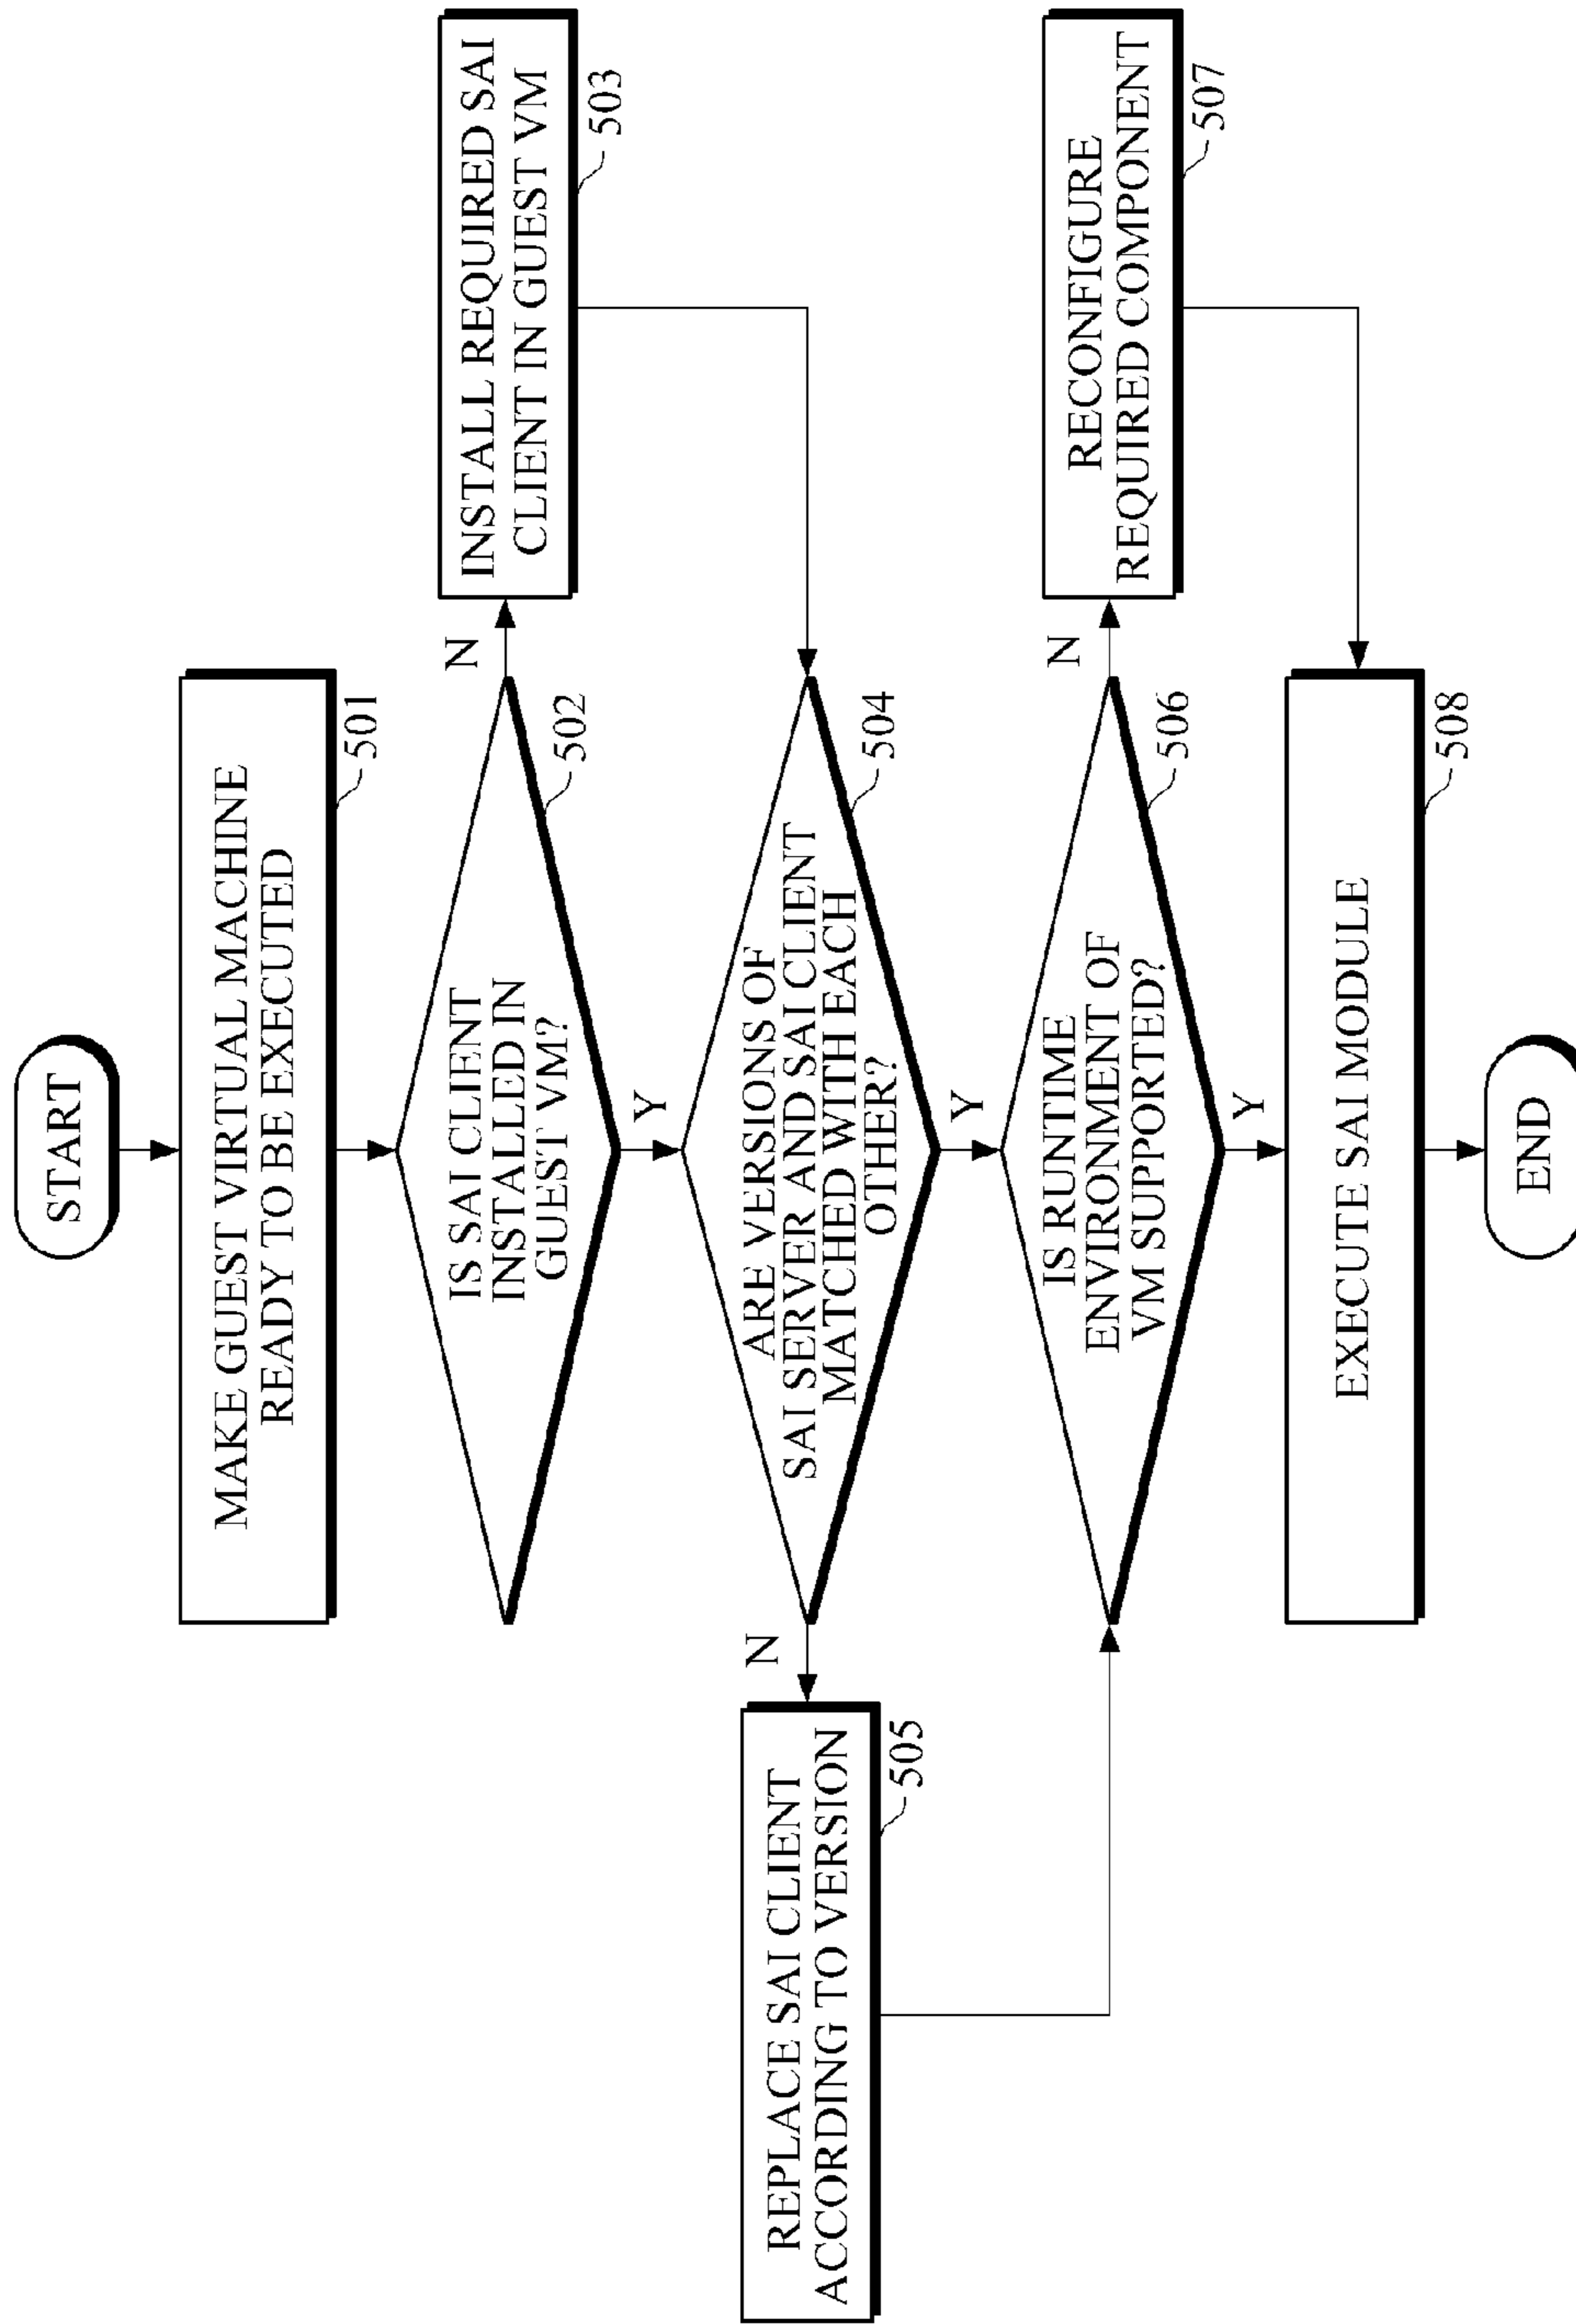 START
MAKE GUEST VIRTUAL MACHINE
READY TO BE EXECUTED
501
IS SAI CLIENT
INSTALLED IN
GUEST VM?
502
N
INSTALL REQUIRED SAI
CLIENT IN GUEST VM
503
Y
ARE VERSIONS OF
SAI SERVER AND SAI CLIENT
MATCHED WITH EACH
OTHER?
504
N
REPLACE SAI CLIENT
ACCORDING TO VERSION
505
Y
IS RUNTIME
ENVIRONMENT OF
VM SUPPORTED?
506
N
RECONFIGURE
REQUIRED COMPONENT
507
Y
EXECUTE SAI MODULE
508
END